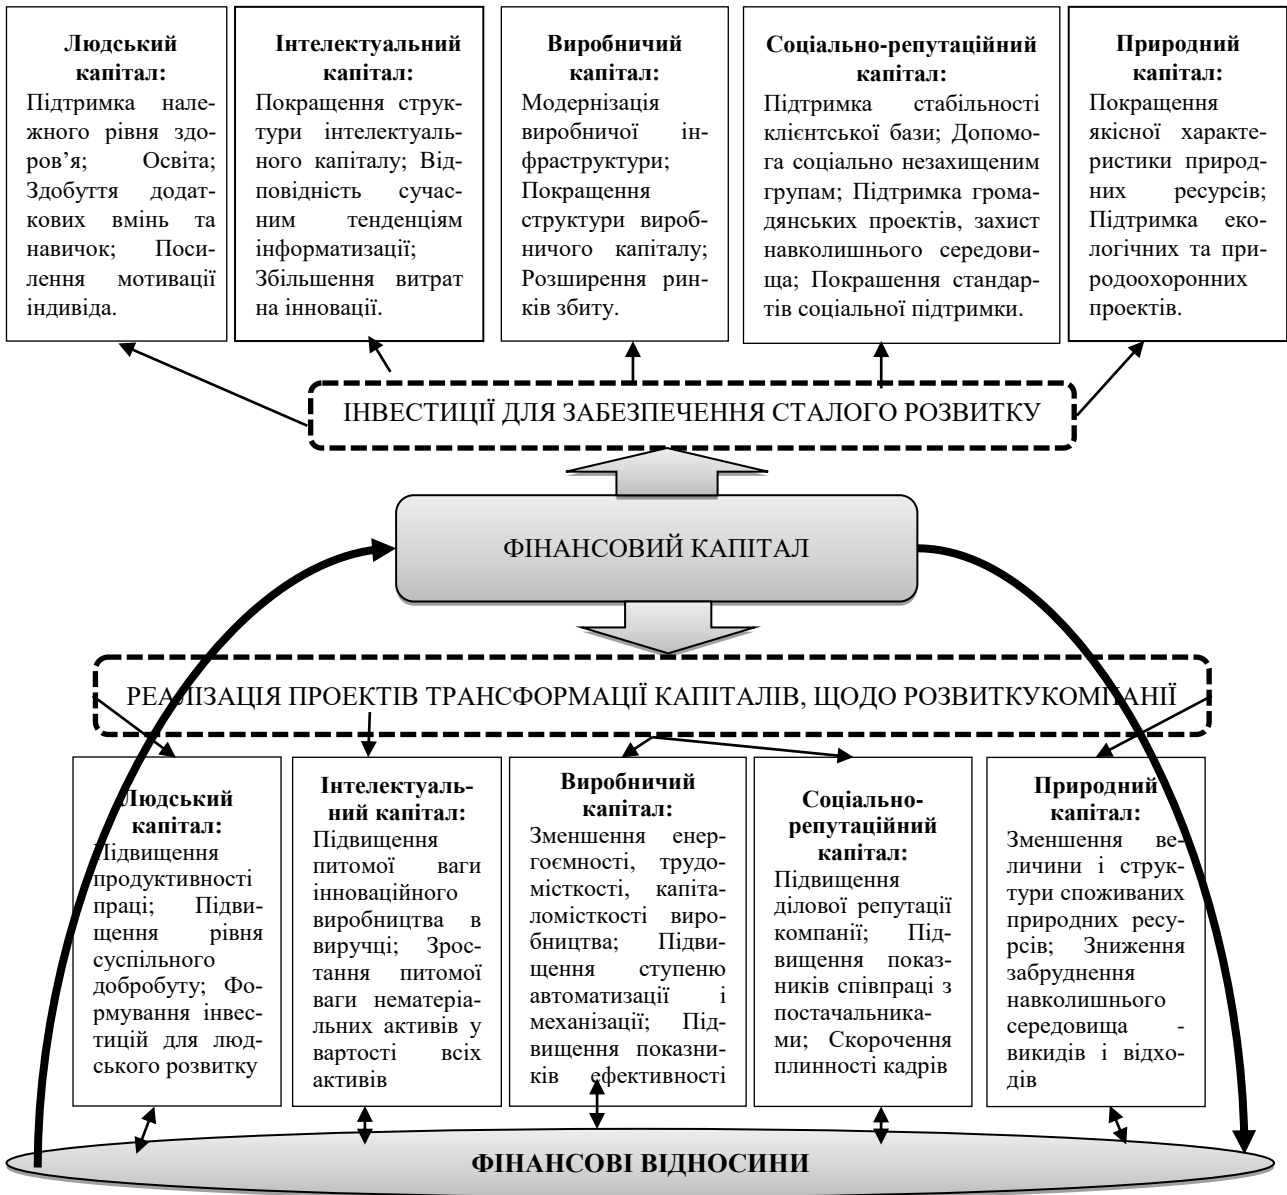 Людський
капітал:
Підтримка нале-
жного рівня здо-
ров’я; Освіта;
Здобуття додат-
кових вмінь та
навичок; Поси-
лення мотивації
індивіда.
Інтелектуальний
капітал:
Покращення струк-
тури інтелектуаль-
ного капіталу; Від-
повідність сучас-
ним тенденціям
інформатизації;
Збільшення витрат
на інновації.
Виробничий
капітал:
Модернізація
виробничої ін-
фраструктури;
Покращення
структури вироб-
ничого капіталу;
Розширення рин-
ків збиту.
Соціально-репутаційний
капітал:
Підтримка стабільності
клієнтської бази; Допомо-
га соціально незахищеним
групам; Підтримка грома-
дянських проектів, захист
навколишнього середови-
ща; Покрашення стандар-
тів соціальної підтримки.
Природний
капітал:
Покращення
якісної характе-
ристики природ-
них ресурсів;
Підтримка еко-
логічних та при-
родоохоронних
проектів.
ІНВЕСТИЦІЇ ДЛЯ ЗАБЕЗПЕЧЕННЯ СТАЛОГО РОЗВИТКУ
ФІНАНСОВИЙ КАПІТАЛ
РЕАЛІЗАЦІЯ ПРОЕКТІВ ТРАНСФОРМАЦІЇ КАПІТАЛІВ, ЩОДО РОЗВИТКУКОМПАНІЇ
Людський
капітал:
Підвищення
продуктивності
праці; Підви-
щення рівня
суспільного
добробуту; Фо-
рмування інвес-
тицій для люд-
ського розвитку
Інтелектуаль-
ний капітал:
Підвищення
питомої ваги
інноваційного
виробництва в
виручці; Зрос-
тання питомої
ваги нематеріа-
льних активів у
вартості всіх
активів
Виробничий
капітал:
Зменшення енер-
гоємності, трудо-
місткості, капіта-
ломісткості виро-
бництва; Підви-
щення ступеню
автоматизації і
механізації; Під-
вищення показни-
ків ефективності
Соціально-
репутаційний
капітал:
Підвищення
ділової репутації
компанії; Під-
вищення показ-
ників співпраці з
постачальника-
ми; Скорочення
плинності кадрів
Природний
капітал:
Зменшення ве-
личини і струк-
тури споживаних
природних ресу-
рсів; Зниження
забруднення
навколишнього
середовища -
викидів і відхо-
дів
ФІНАНСОВІ ВІДНОСИНИ